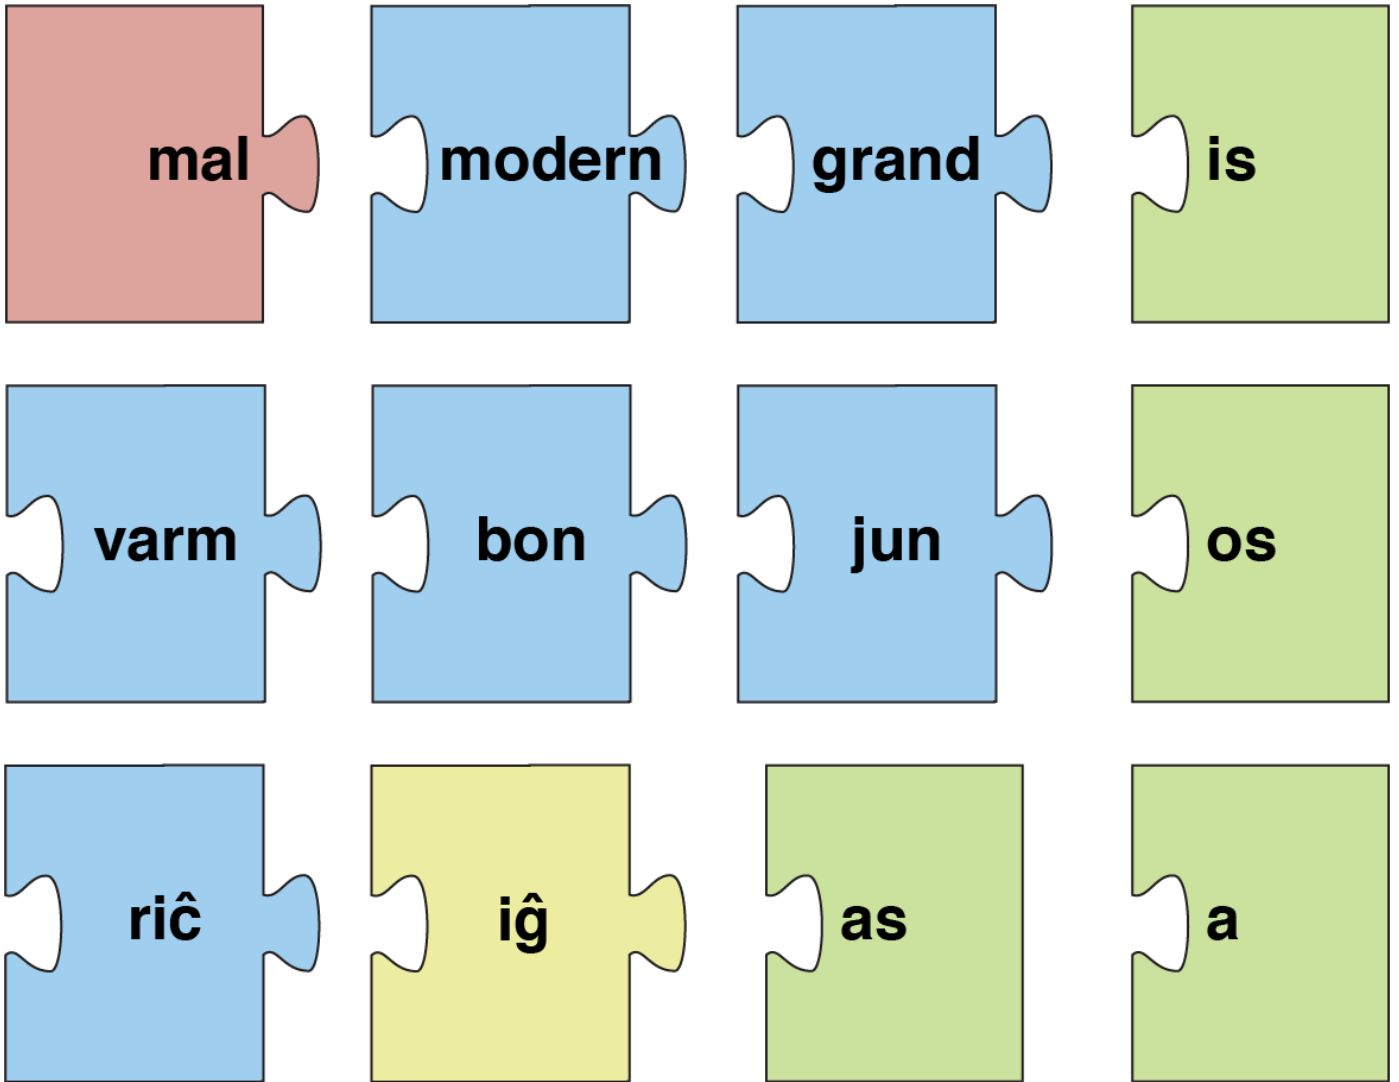 mal modern grand is
varm bon jun os
riĉ iĝ as a